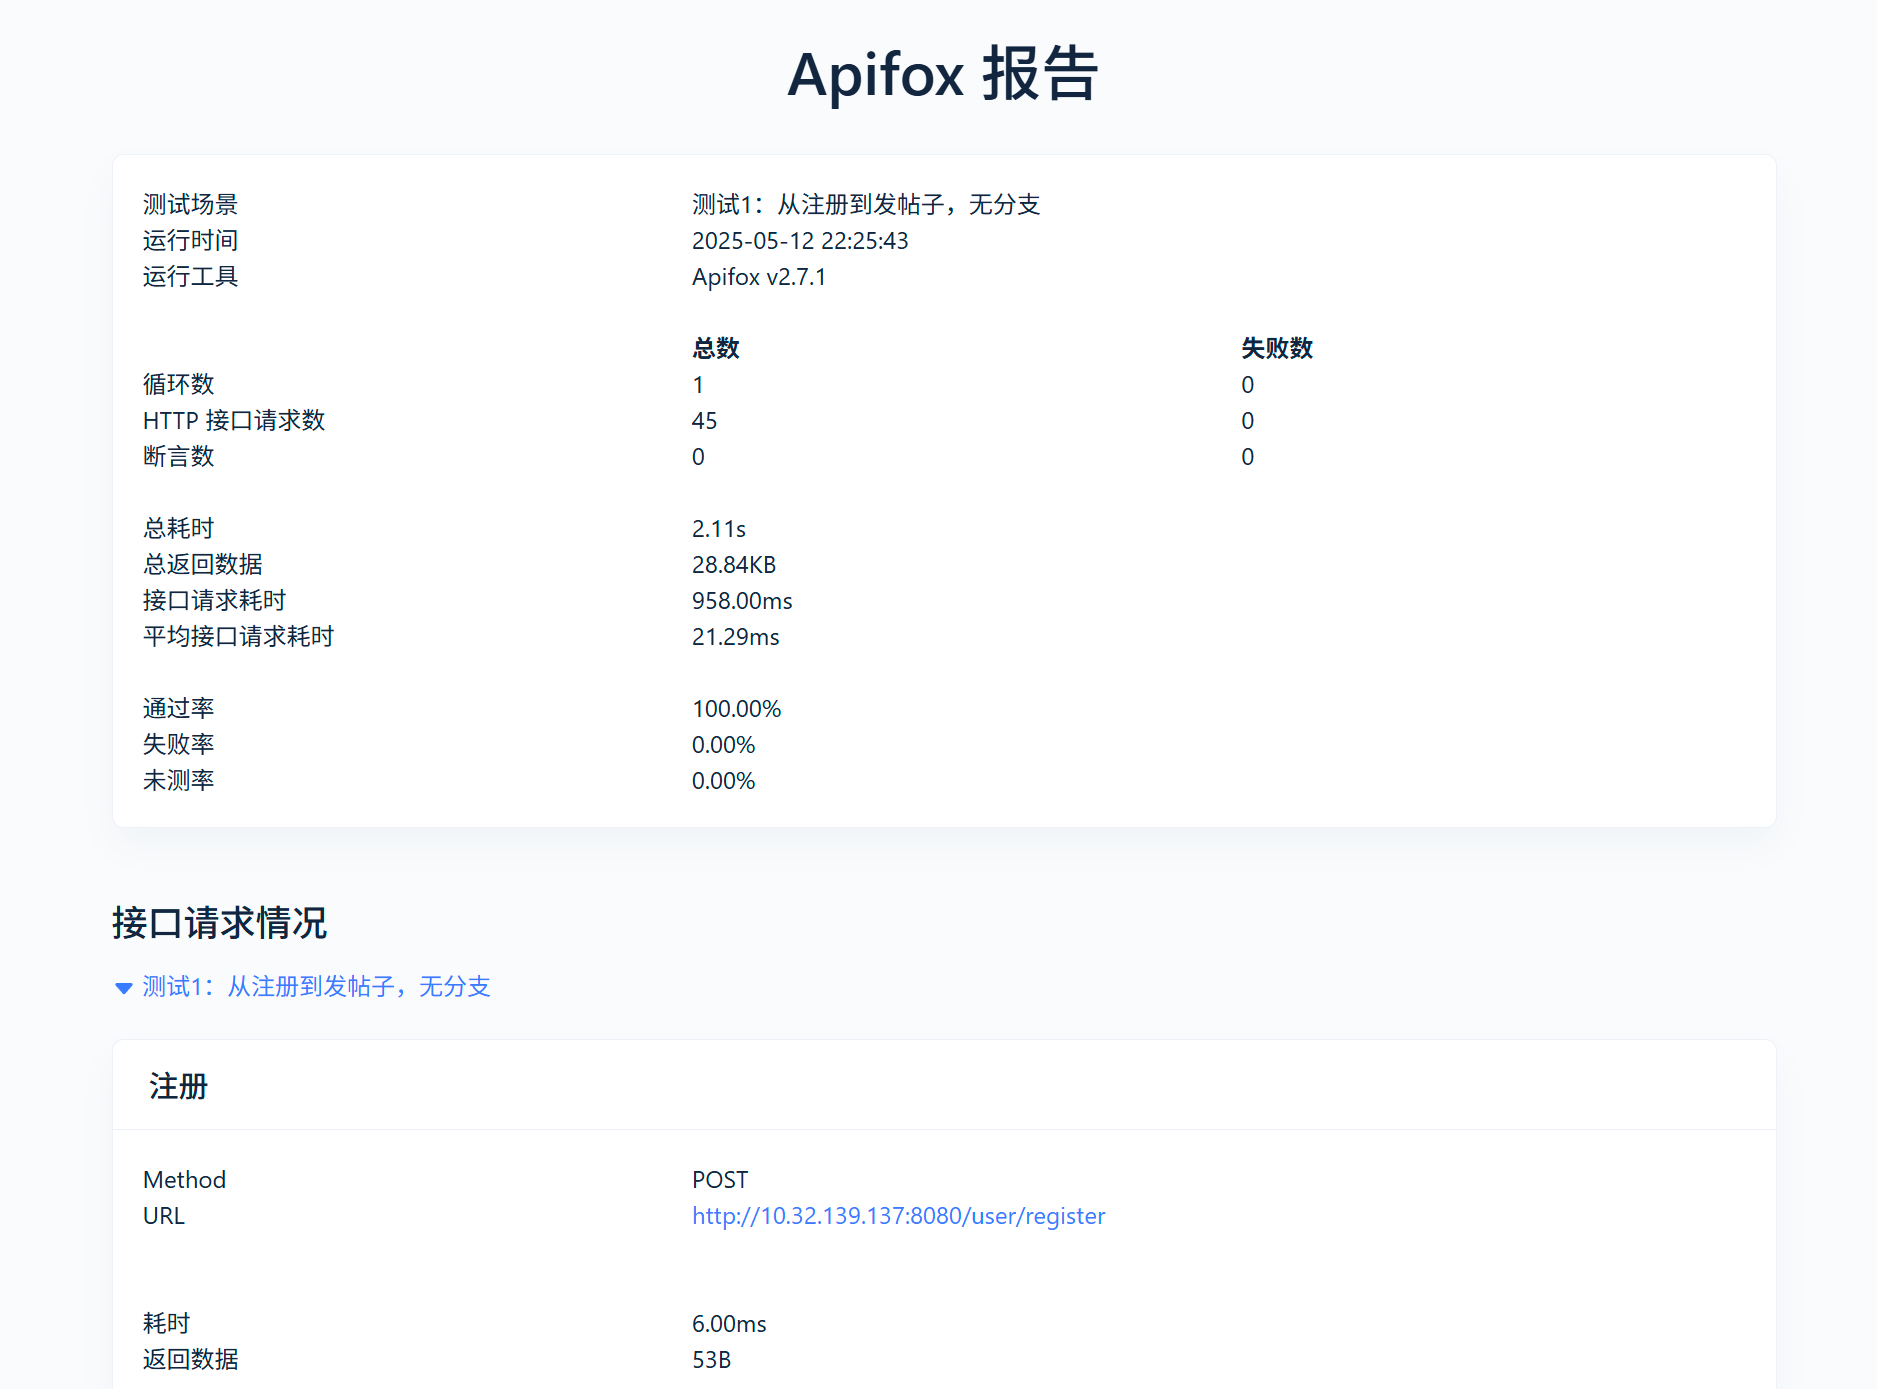 Apifox 报告
测试场景 测试1：从注册到发帖子，无分支
运行时间 2025-05-12 22:25:43
运行工具 Apifox v2.7.1
总数 失败数
循环数 1 0
HTTP 接口请求数 45 0
断言数 0 0
总耗时 2.11s
总返回数据 28.84KB
接口请求耗时 958.00ms
平均接口请求耗时 21.29ms
通过率 100.00%
失败率 0.00%
未测率 0.00%
接口请求情况
测试1：从注册到发帖子，无分支
注册
Method POST
URL http://10.32.139.137:8080/user/register
耗时 6.00ms
返回数据 53B